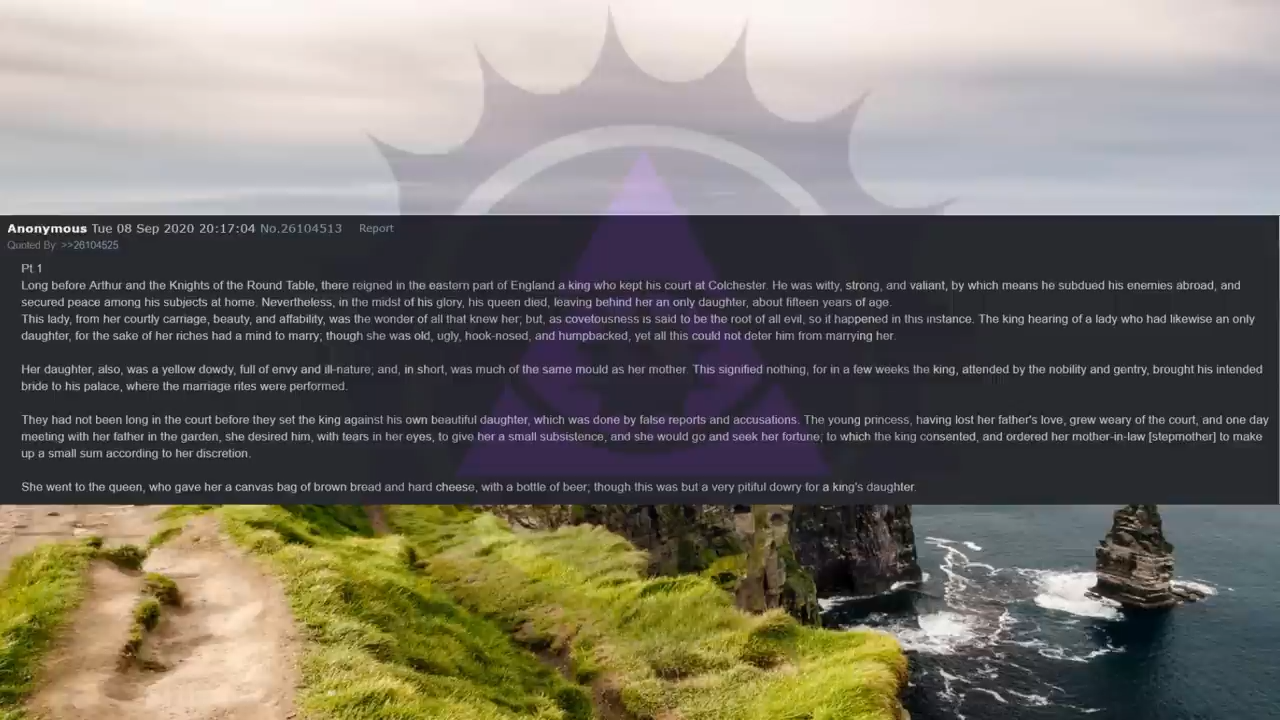 Anonymous Tue 08 Sep 2020 20:17:04 No.26104513 Report
Quoted By: >>26104525
Pt 1
Long before Arthur and the Knights of the Round Table, there reigned in the eastern part of England a king who kept his court at Colchester. He was witty, strong, and valiant, by which means he subdued his enemies abroad, and
secured peace among his subjects at home. Nevertheless, in the midst of his glory, his queen died, leaving behind her an only daughter, about fifteen years of age.
This lady, from her courtly carriage, beauty, and affability, was the wonder of all that knew her; but, as covetousness is said to be the root of all evil, so it happened in this instance. The king hearing of a lady who had likewise an only
daughter, for the sake of her riches had a mind to marry; though she was old, ugly, hook-nosed, and humpbacked, yet all this could not deter him from marrying her.
Her daughter, also, was a yellow dowdy, full of envy and ill-nature; and, in short, was much of the same mould as her mother. This signified nothing, for in a few weeks the king, attended by the nobility and gentry, brought his intended
bride to his palace, where the marriage rites were performed.
They had not been long in the court before they set the king against his own beautiful daughter, which was done by false reports and accusations. The young princess, having lost her father's love, grew weary of the court, and one day
meeting with her father in the garden, she desired him, with tears in her eyes, to give her a small subsistence, and she would go and seek her fortune; to which the king consented, and ordered her mother-in-law [stepmother] to make
up a small sum according to her discretion.
She went to the queen, who gave her a canvas bag of brown bread and hard cheese, with a bottle of beer; though this was but a very pitiful dowry for a king's daughter.